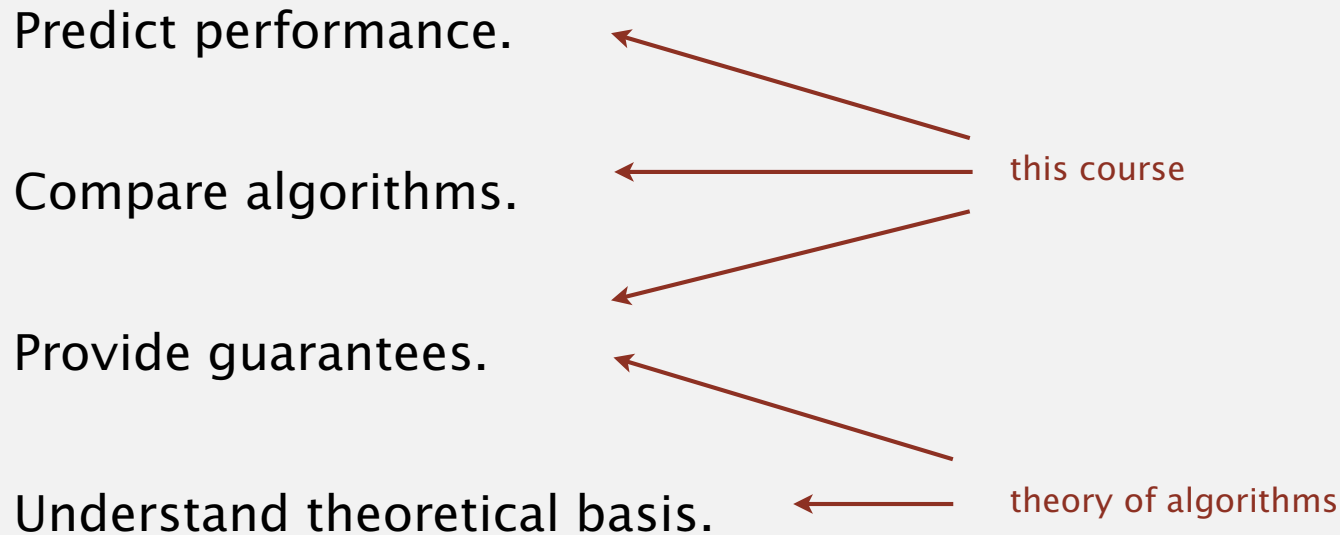 Predict performance.
this course
Compare algorithms.
Provide guarantees.
theory of algorithms
Understand theoretical basis.